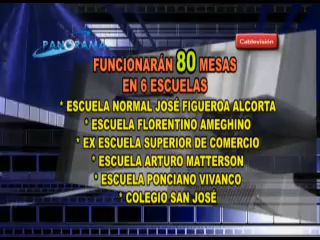 PANORAMA
Cablevisión
FUNCIONARÁN 80 MESAS
EN 6 ESCUELAS
* ESCUELA NORMAL JOSÉ FIGUEROA ALCORTA
* ESCUELA FLORENTINO AMEGHINO
* EX ESCUELA SUPERIOR DE COMERCIO
* ESCUELA ARTURO MATTERSON
* ESCUELA PONCIANO VIVANCO
* COLEGIO SAN JOSÉ